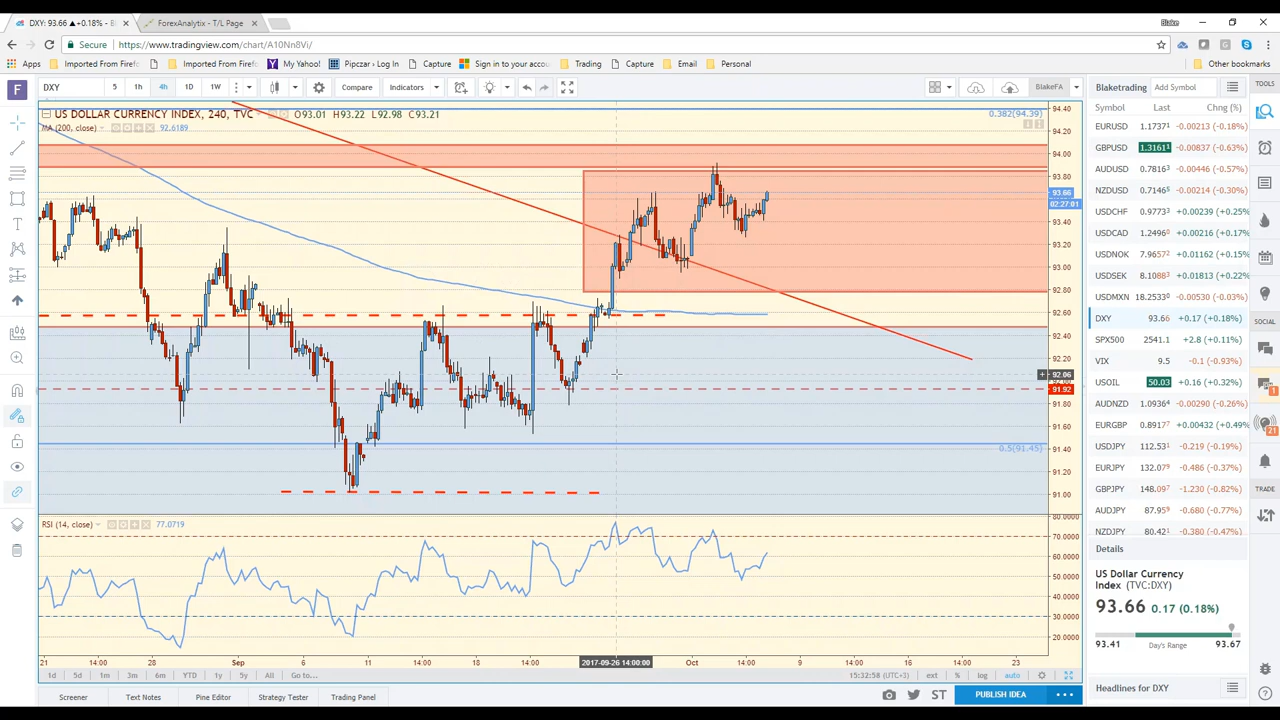 DXY: 93.66 ▲+0.18% - B
ForexAnalytix - T/L Page
Blake
Secure
https://www.tradingview.com/chart/A10Nn8Vi/
Apps
Imported From Firef
Imported From Firef
My Yahoo!
Pipczar › Log In
Capture
Sign in to your acco
Trading
Capture
Email
Personal
Other bookmarks
F
DXY
5
1h
4h
1D
1W
Compare
Indicators
BlakeFA
Baketrading
Add Symbol
TOOLS
US DOLLAR CURRENCY INDEX, 240, TVC
O93.01 H93.22 L92.98 C93.21
MA (200, close)
92.6189
0.382(94.39)
94.40
94.20
94.00
93.80
93.66
02:27:01
93.40
93.20
93.00
92.80
92.60
92.40
92.20
92.06
91.92
91.80
91.60
0.5(91.45)
91.40
91.20
91.00
RSI (14, close)
77.0719
80.0000
70.0000
60.0000
50.0000
40.0000
30.0000
20.0000
21
14:00
28
Sep
6
11
14:00
18
14:00
2017-09-26 14:00:00
Oct
14:00
9
14:00
16
14:00
23
1d
5d
1m
3m
6m
YTD
1y
5y
All
Go to...
15:32:58 (UTC+3)
ext
%
log
auto
Screener
Text Notes
Pine Editor
Strategy Tester
Trading Panel
ST
PUBLISH IDEA
Symbol Last Chng (%)
EURUSD 1.17371 -0.00213 (-0.18%)
GBPUSD 1.31611 -0.00837 (-0.63%)
AUDUSD 0.78163 -0.00446 (-0.57%)
NZDUSD 0.71465 -0.00214 (-0.30%)
USDCHF 0.97733 +0.00239 (+0.25%
USDCAD 1.24960 +0.00216 (+0.17%
USDNOK 7.96572 +0.01162 (+0.15%
USDSEK 8.10883 +0.01813 (+0.22%
USDMXN 18.25330 -0.00530 (-0.03%)
DXY 93.66 +0.17 (+0.18%)
SPX500 2541.1 +2.8 (+0.11%)
VIX 9.5 -0.1 (-0.93%)
USOIL 50.03 +0.16 (+0.32%)
AUDNZD 1.09364 -0.00290 (-0.26%)
EURGBP 0.89177 +0.00432 (+0.49%
USDJPY 112.531 -0.219 (-0.19%)
EURJPY 132.079 -0.486 (-0.37%)
GBPJPY 148.097 -1.230 (-0.82%)
AUDJPY 87.959 -0.680 (-0.77%)
NZDJPY 80.421 -0.380 (-0.47%)
SOCIAL
1
21
TRADE
Details
US Dollar Currency
Index (TVC:DXY)
93.66 0.17 (0.18%)
93.41 Day's Range 93.67
Headlines for DXY